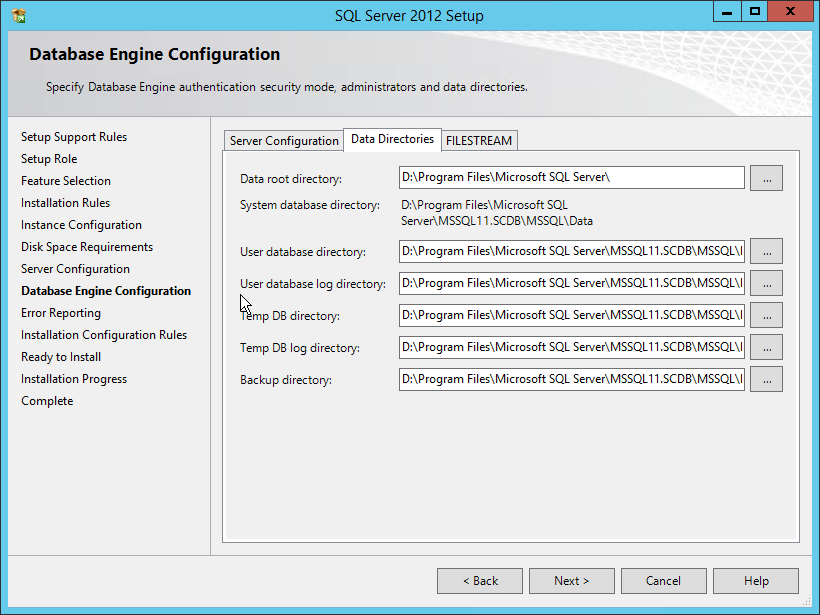 SQL Server 2012 Setup
Database Engine Configuration
Specify Database Engine authentication security mode, administrators and data directories.
Setup Support Rules
Setup Role
Feature Selection
Installation Rules
Instance Configuration
Disk Space Requirements
Server Configuration
Database Engine Configuration
Error Reporting
Installation Configuration Rules
Ready to Install
Installation Progress
Complete
Server Configuration
Data Directories
FILESTREAM
Data root directory:
D:\Program Files\Microsoft SQL Server\
...
System database directory:
D:\Program Files\Microsoft SQL
Server\MSSQL11.SCDB\MSSQL\Data
User database directory:
D:\Program Files\Microsoft SQL Server\MSSQL11.SCDB\MSSQL\
...
User database log directory:
D:\Program Files\Microsoft SQL Server\MSSQL11.SCDB\MSSQL\
...
Temp DB directory:
D:\Program Files\Microsoft SQL Server\MSSQL11.SCDB\MSSQL\
...
Temp DB log directory:
D:\Program Files\Microsoft SQL Server\MSSQL11.SCDB\MSSQL\
...
Backup directory:
D:\Program Files\Microsoft SQL Server\MSSQL11.SCDB\MSSQL\
...
< Back
Next >
Cancel
Help